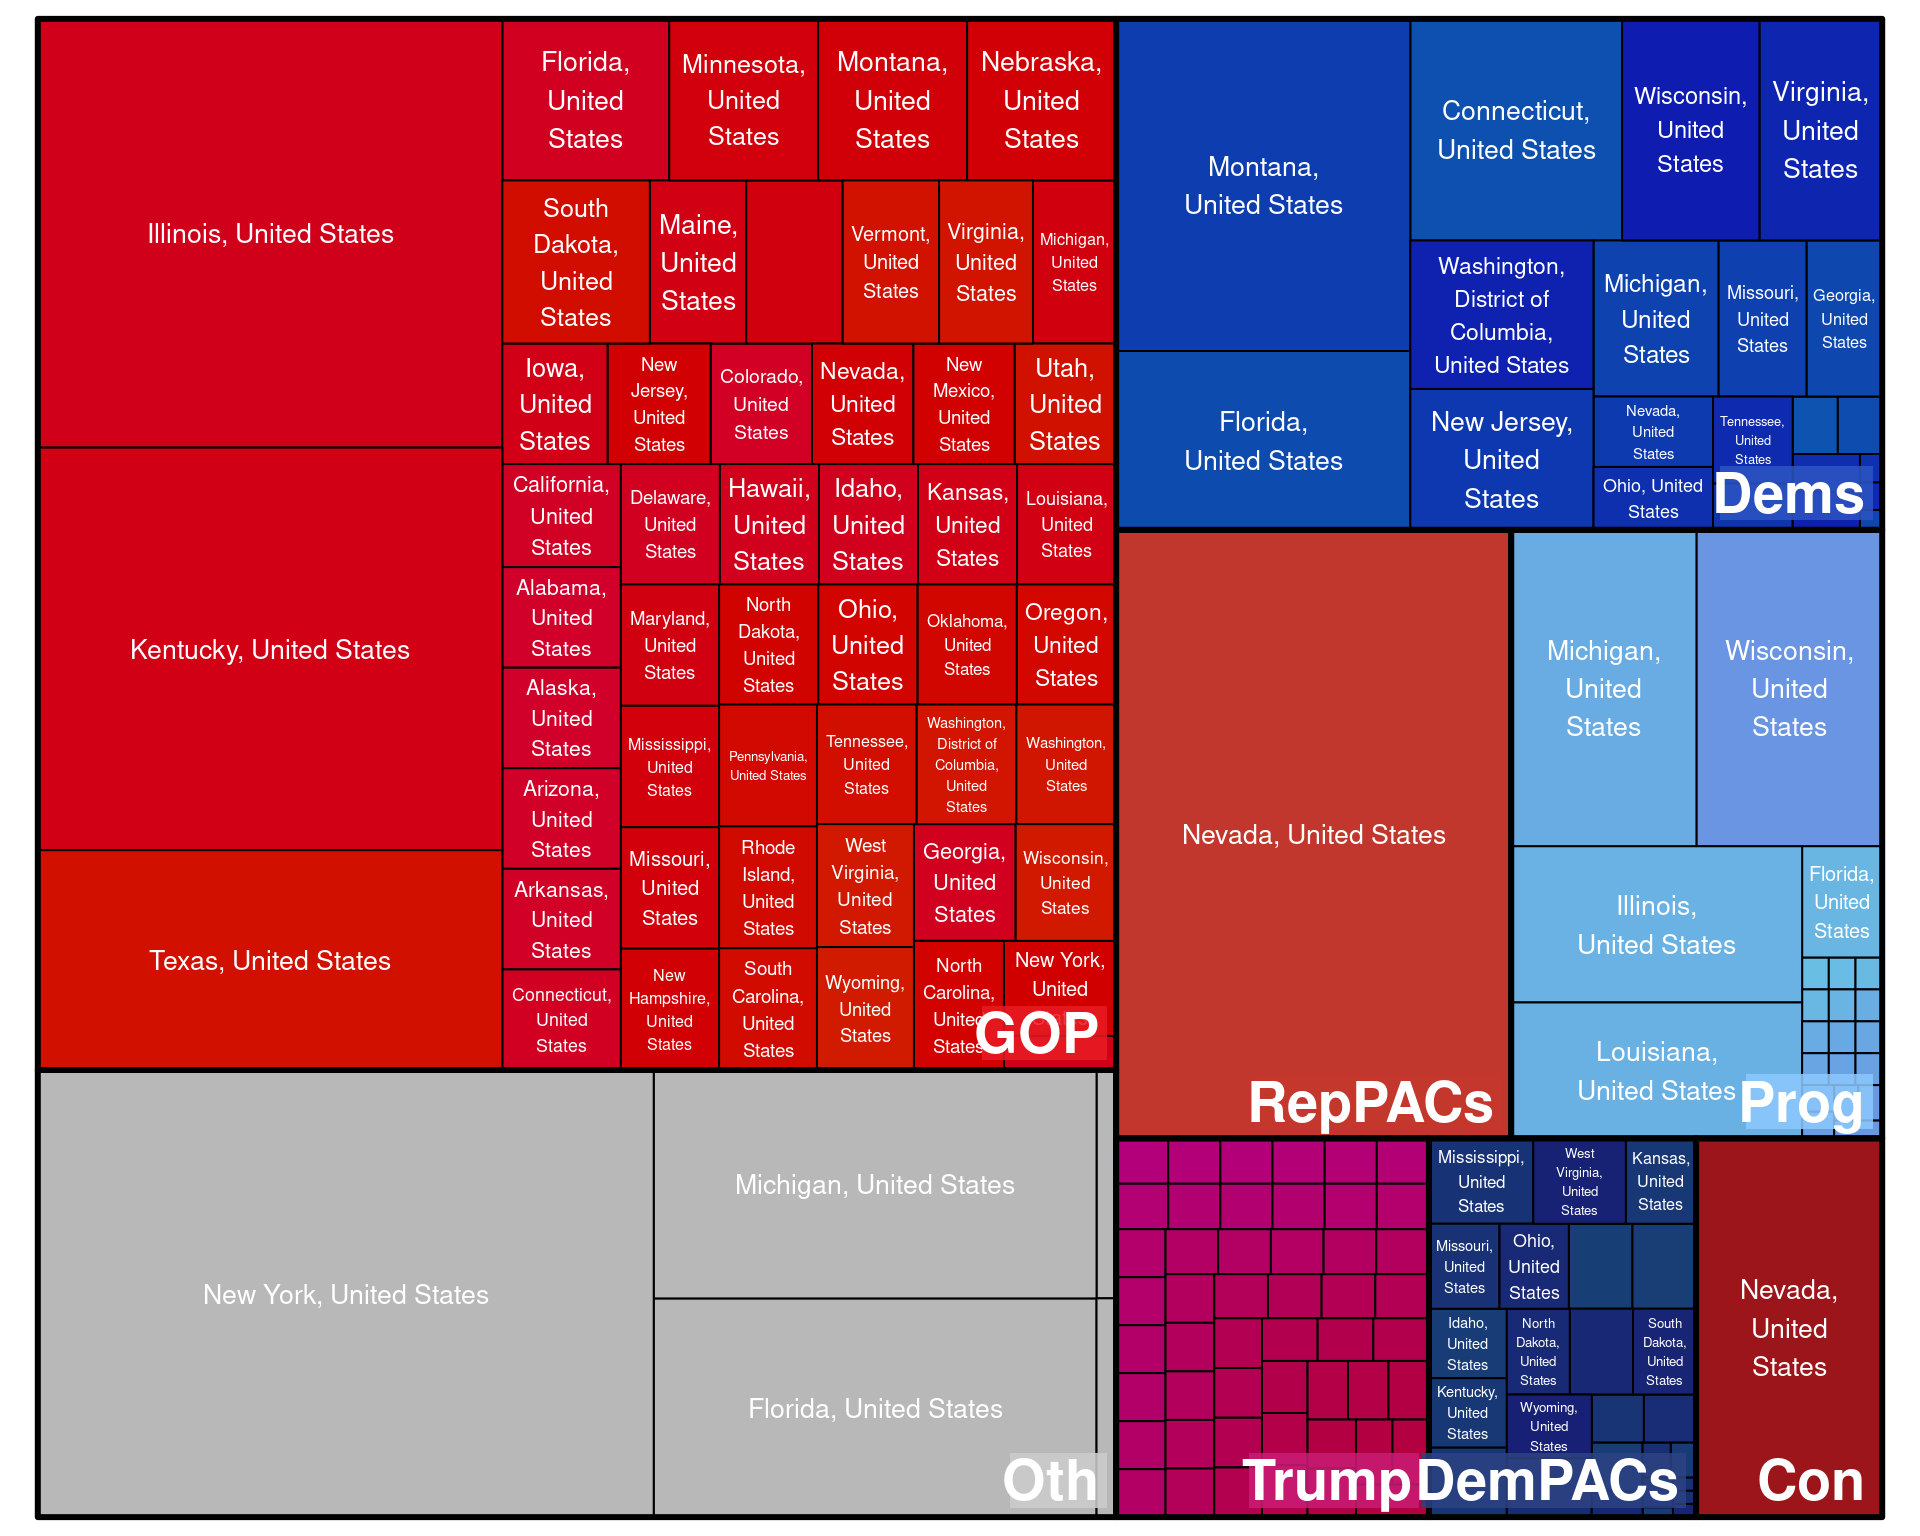 Illinois, United States
Kentucky, United States
Texas, United States
Florida,
United
States
Minnesota,
United
States
Montana,
United
States
Nebraska,
United
States
South
Dakota,
United
States
Maine,
United
States
Vermont,
United
States
Virginia,
United
States
Michigan,
United
States
Iowa,
United
States
New
Jersey,
United
States
Colorado,
United
States
Nevada,
United
States
New
Mexico,
United
States
Utah,
United
States
California,
United
States
Delaware,
United
States
Hawaii,
United
States
Idaho,
United
States
Kansas,
United
States
Louisiana,
United
States
Alabama,
United
States
Maryland,
United
States
North
Dakota,
United
States
Ohio,
United
States
Oklahoma,
United
States
Oregon,
United
States
Alaska,
United
States
Mississippi,
United
States
Pennsylvania,
United States
Tennessee,
United
States
Washington,
District of
Columbia,
United
States
Washington,
United
States
Arizona,
United
States
Missouri,
United
States
Rhode
Island,
United
States
West
Virginia,
United
States
Georgia,
United
States
Wisconsin,
United
States
Arkansas,
United
States
Connecticut,
United
States
New
Hampshire,
United
States
South
Carolina,
United
States
Wyoming,
United
States
North
Carolina,
United
States
New York,
United
GOP
Montana,
United States
Florida,
United States
Connecticut,
United States
Wisconsin,
United
States
Virginia,
United
States
Washington,
District of
Columbia,
United States
New Jersey,
United
States
Michigan,
United
States
Missouri,
United
States
Georgia,
United
States
Nevada,
United
States
Tennessee,
United
States
Ohio, United
States
Dems
Nevada, United States
RepPACs
Michigan,
United
States
Wisconsin,
United
States
Illinois,
United States
Florida,
United
States
Louisiana,
United States
Prog
New York, United States
Michigan, United States
Florida, United States
Oth
Trump
Mississippi,
United
States
West
Virginia,
United
States
Kansas,
United
States
Missouri,
United
States
Ohio,
United
States
Idaho,
United
States
North
Dakota,
United
States
South
Dakota,
United
States
Kentucky,
United
States
Wyoming,
United
States
DemPACs
Nevada,
United
States
Con